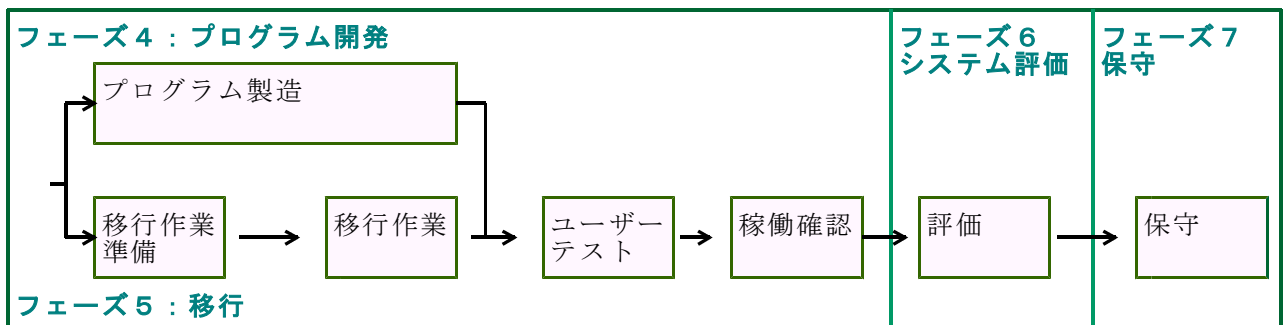 フェーズ４：プログラム開発
フェーズ６
システム評価
フェーズ７
保守
プログラム製造
移行作業
準備
移行作業
ユーザー
テスト
稼働確認
評価
保守
フェーズ５：移行